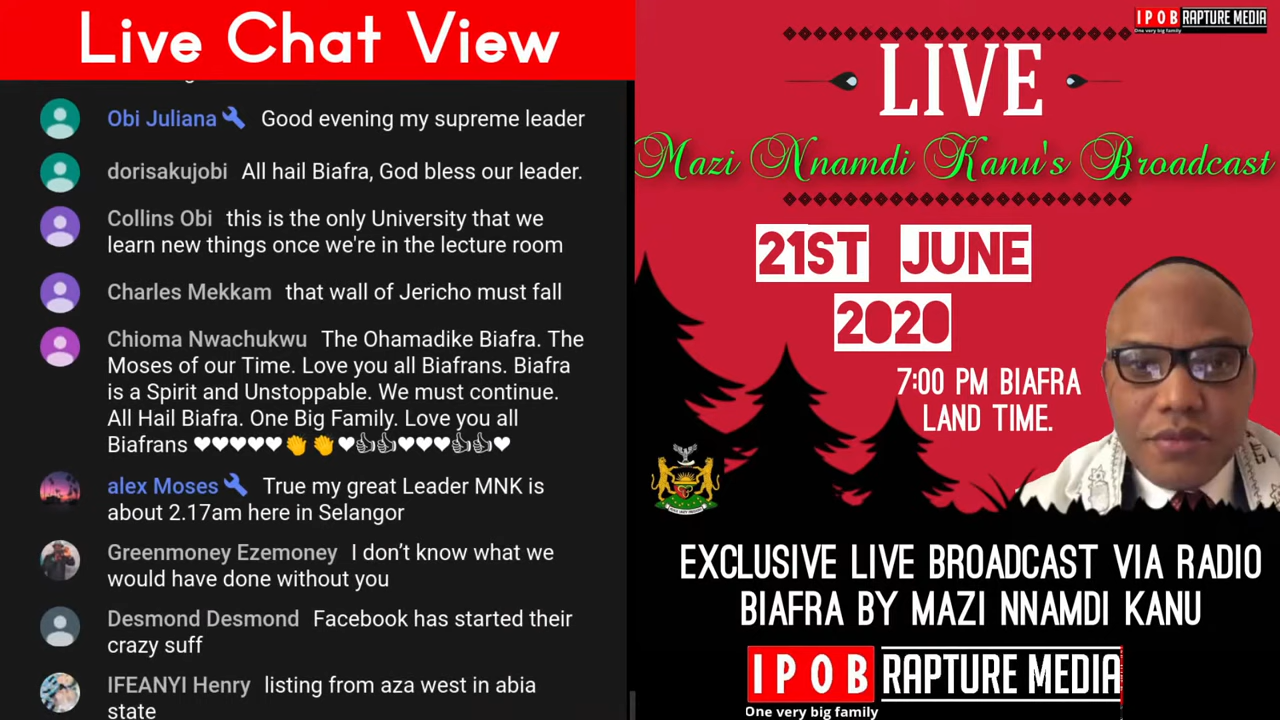 Live Chat View
Obi Juliana Good evening my supreme leader
dorisakujobi All hail Biafra, God bless our leader.
Collins Obi this is the only University that we
learn new things once we're in the lecture room
Charles Mekkam that wall of Jericho must fall
Chioma Nwachukwu The Ohamadike Biafra. The
Moses of our Time. Love you all Biafrans. Biafra
is a Spirit and Unstoppable. We must continue.
All Hail Biafra. One Big Family. Love you all
Biafrans ♥♥♥♥♥👏👏♥👍👍♥♥♥👍👍♥
alex Moses True my great Leader MNK is
about 2.17am here in Selangor
Greenmoney Ezemoney I don’t know what we
would have done without you
Desmond Desmond Facebook has started their
crazy suff
IFEANYI Henry listing from aza west in abia
state
IPOB RAPTURE MEDIA
One very big family
LIVE
Mazi Nnamdi Kanu's Broadcast
21ST JUNE
2020
7:00 PM BIAFRA
LAND TIME.
EXCLUSIVE LIVE BROADCAST VIA RADIO
BIAFRA BY MAZI NNAMDI KANU
IPOB RAPTURE MEDIA
One very big family